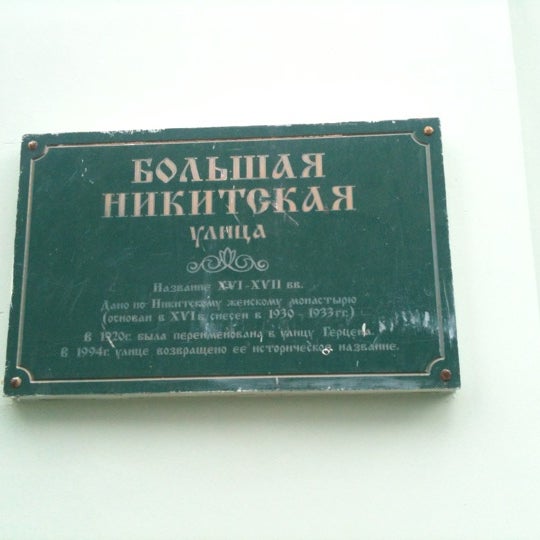 БОЛЬШАЯ
НИКИТСКАЯ
УЛИЦА
Название XVI-XVII вв.
Дано по Никитскому женскому монастырю
(основан в XVI в. снесен в 1930 - 1933гг.)
В 1920г. была переименована в улицу Герцена.
В 1994г. улице возвращено ее историческое название.